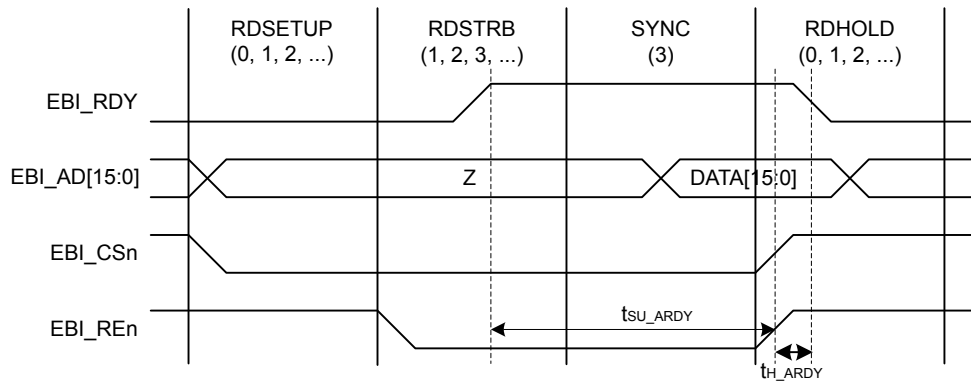 RDSETUP
(0, 1, 2, ...)
RDSTRB
(1, 2, 3, ...)
SYNC
(3)
RDHOLD
(0, 1, 2, ...)
EBI_RDY
EBI_AD[15:0]
Z
DATA[15:0]
EBI_CSn
EBI_REn
tSU_ARDY
tH_ARDY